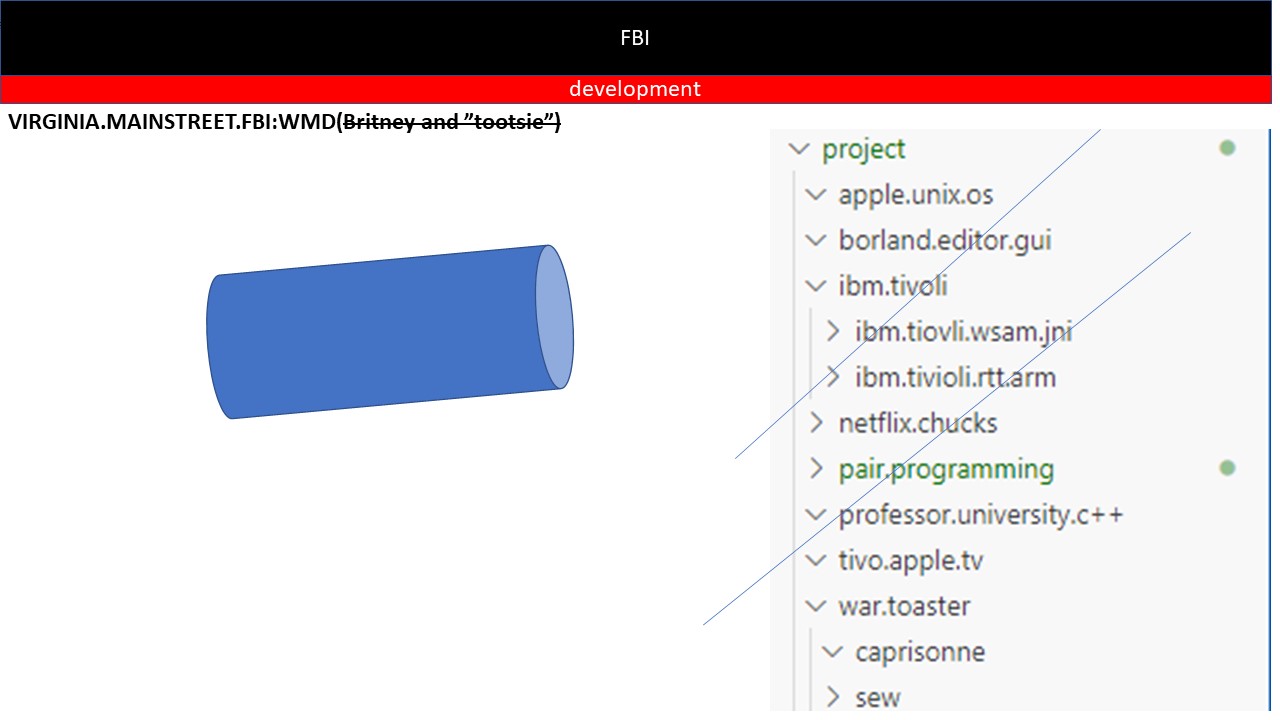 FBI
development
VIRGINIA.MAINSTREET.FBI:WMD(Britney and ”tootsie”)
project
apple.unix.os
borland.editor.gui
ibm.tivoli
ibm.tiovli.wsam.jni
ibm.tivioli.rtt.arm
netflix.chucks
pair.programming
professor.university.c++
tivo.apple.tv
war.toaster
caprisonne
sew